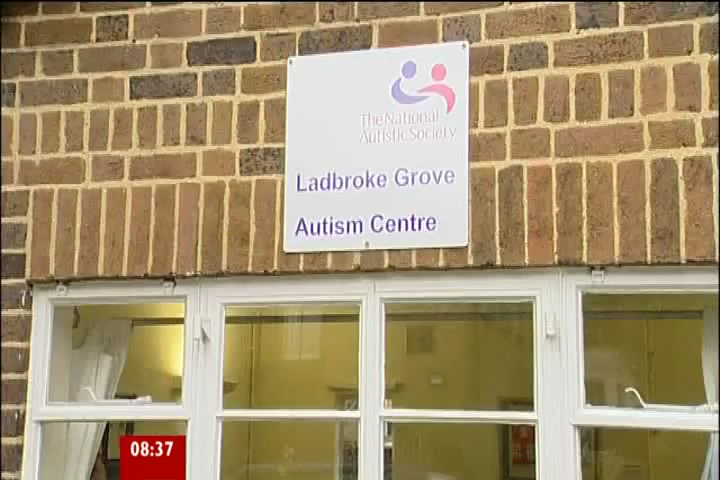 The National
Autistic Society
Ladbroke Grove
Autism Centre
08:37